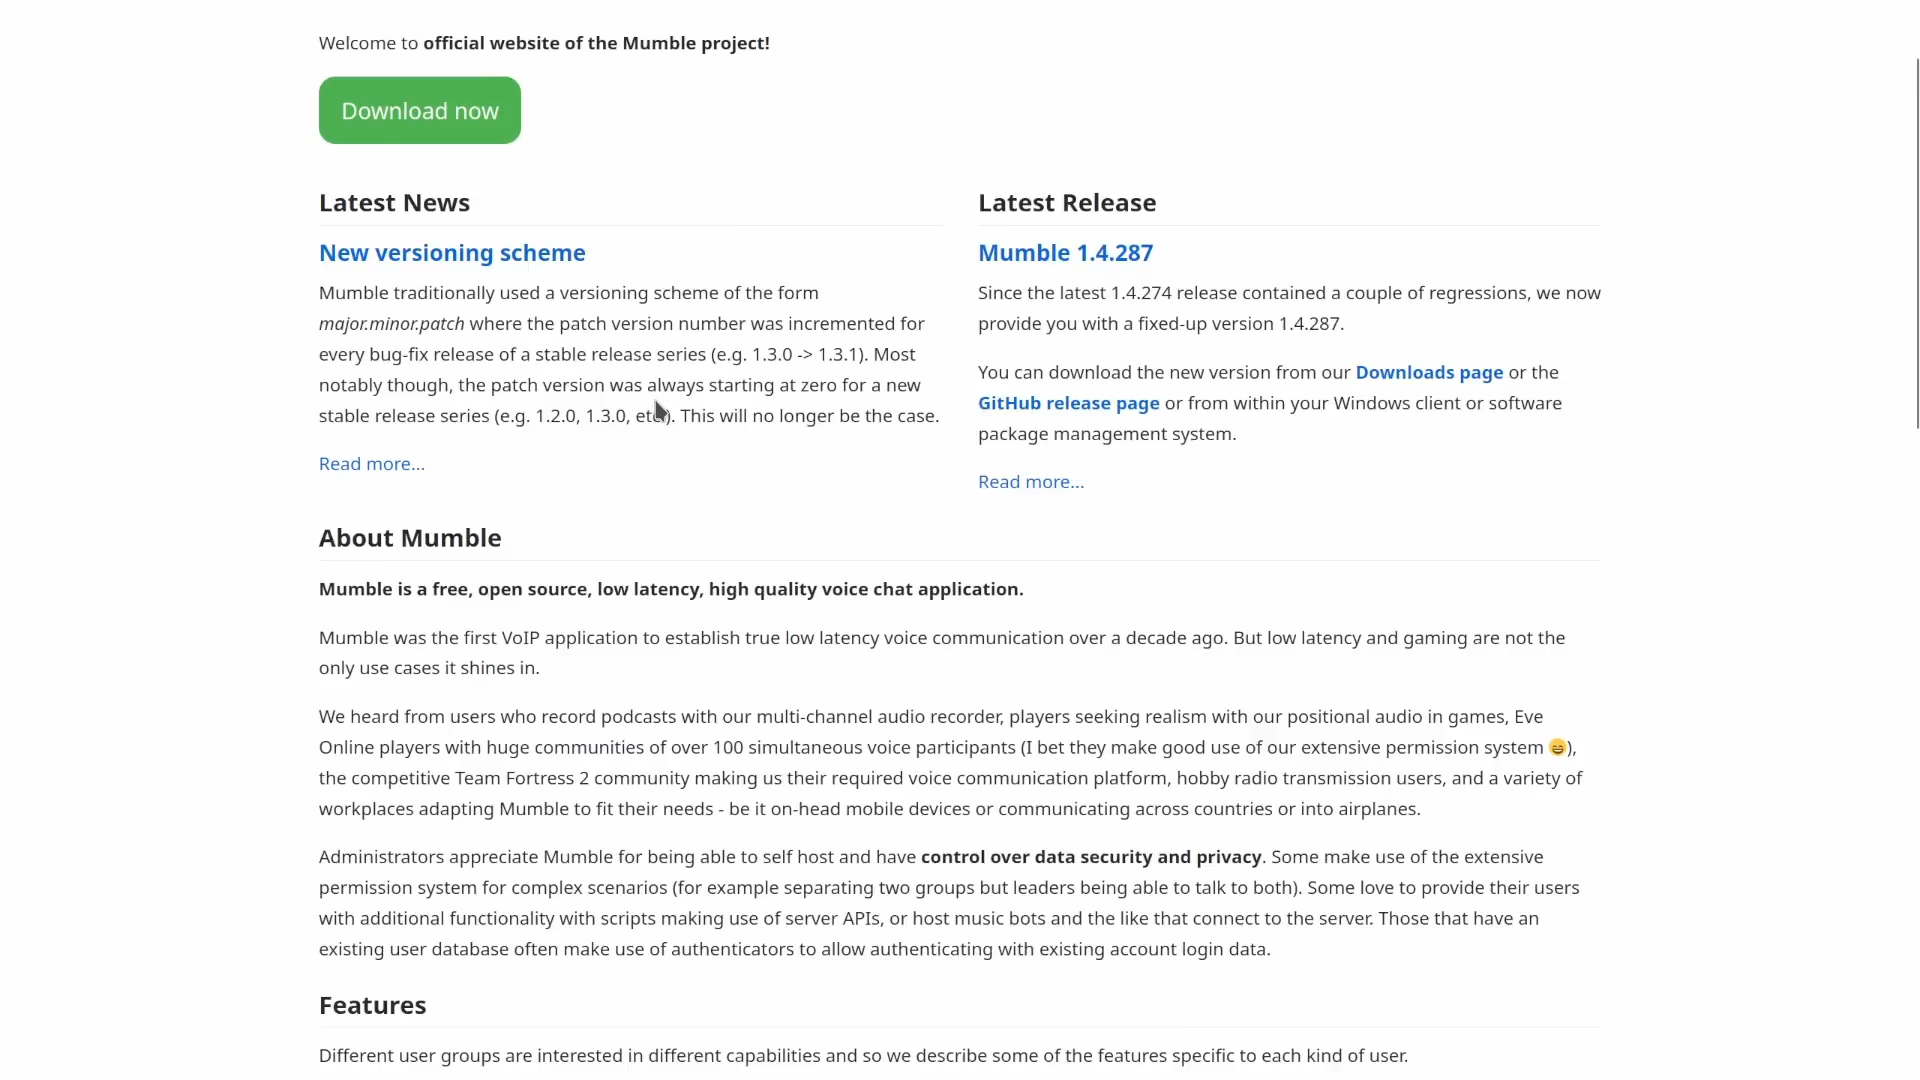 Welcome to official website of the Mumble project!
Download now
Latest News
New versioning scheme
Mumble traditionally used a versioning scheme of the form
major.minor.patch where the patch version number was incremented for
every bug-fix release of a stable release series (e.g. 1.3.0 -> 1.3.1). Most
notably though, the patch version was always starting at zero for a new
stable release series (e.g. 1.2.0, 1.3.0, etc). This will no longer be the case.
Read more...
Latest Release
Mumble 1.4.287
Since the latest 1.4.274 release contained a couple of regressions, we now
provide you with a fixed-up version 1.4.287.
You can download the new version from our Downloads page or the
GitHub release page or from within your Windows client or software
package management system.
Read more...
About Mumble
Mumble is a free, open source, low latency, high quality voice chat application.
Mumble was the first VoIP application to establish true low latency voice communication over a decade ago. But low latency and gaming are not the
only use cases it shines in.
We heard from users who record podcasts with our multi-channel audio recorder, players seeking realism with our positional audio in games, Eve
Online players with huge communities of over 100 simultaneous voice participants (I bet they make good use of our extensive permission system 😄),
the competitive Team Fortress 2 community making us their required voice communication platform, hobby radio transmission users, and a variety of
workplaces adapting Mumble to fit their needs - be it on-head mobile devices or communicating across countries or into airplanes.
Administrators appreciate Mumble for being able to self host and have control over data security and privacy. Some make use of the extensive
permission system for complex scenarios (for example separating two groups but leaders being able to talk to both). Some love to provide their users
with additional functionality with scripts making use of server APIs, or host music bots and the like that connect to the server. Those that have an
existing user database often make use of authenticators to allow authenticating with existing account login data.
Features
Different user groups are interested in different capabilities and so we describe some of the features specific to each kind of user.